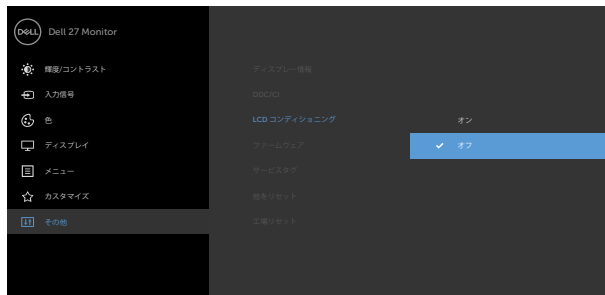 DELL
Dell 27 Monitor
輝度/コントラスト
入力信号
色
ディスプレイ
メニュー
カスタマイズ
その他
ディスプレー情報
DDC/CI
LCD コンディショニング
ファームウェア
サービスタグ
他をリセット
工場リセット
オン
オフ